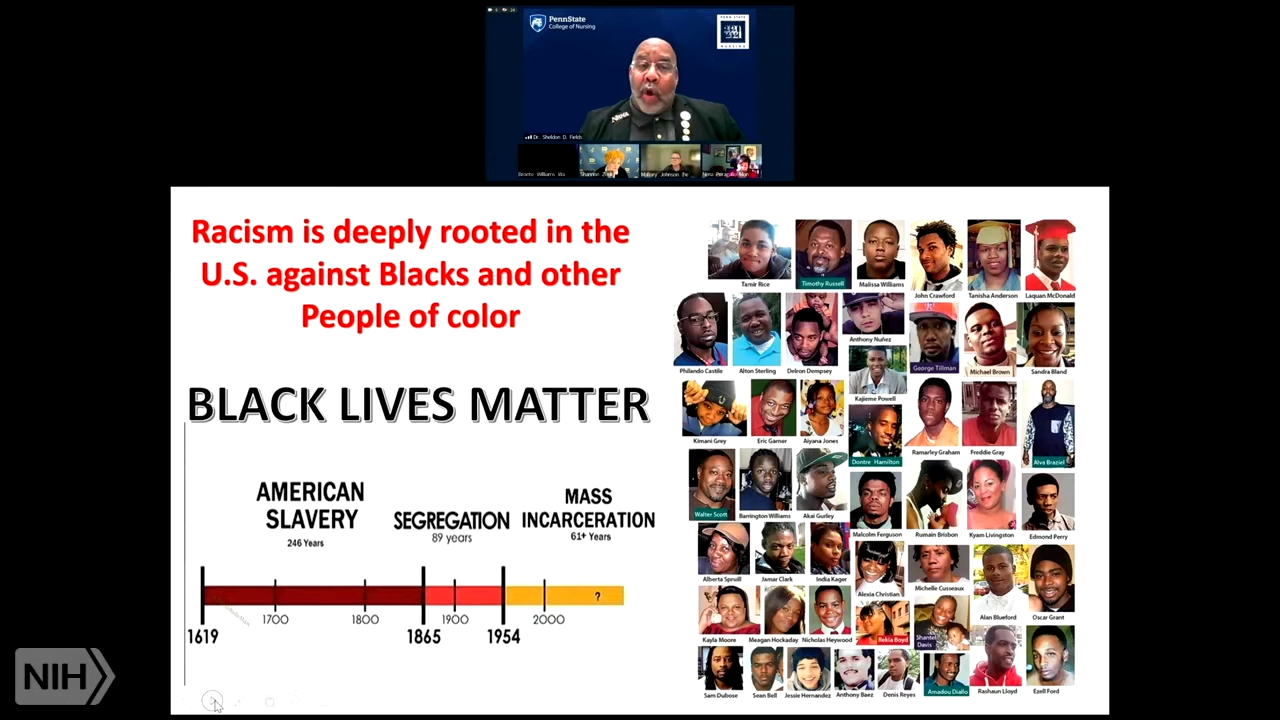 PennState
College of Nursing
PENN STATE
NURSING
Dr. Sheldon D. Fields
Racism is deeply rooted in the
U.S. against Blacks and other
People of color
BLACK LIVES MATTER
AMERICAN
SLAVERY
246 Years
SEGREGATION
89 years
MASS
INCARCERATION
61+ Years
?
1700
1800
1900
2000
1619
1865
1954
Tamir Rice
Timothy Russell
Malissa Williams
John Crawford
Tanisha Anderson
Laquan McDonald
Philando Castile
Alton Sterling
Delron Dempsey
Anthony Nuñez
George Tillman
Michael Brown
Sandra Bland
Kajieme Powell
Kimani Grey
Eric Garner
Aiyana Jones
Dontre Hamilton
Ramarley Graham
Freddie Gray
Alva Braziel
Walter Scott
Barrington Williams
Akai Gurley
Malcolm Ferguson
Rumain Brisbon
Kyam Livingston
Edmond Perry
Alberta Spruill
Jamar Clark
India Kager
Alexia Christian
Michelle Cusseaux
Alan Blueford
Oscar Grant
Kayla Moore
Meagan Hockaday
Nicholas Heywood
Rekia Boyd
Shantel
Davis
Sam Dubose
Sean Bell
Jessie Hernandez
Anthony Baez
Denis Reyes
Amadou Diallo
Rashaun Lloyd
Ezell Ford
NIH